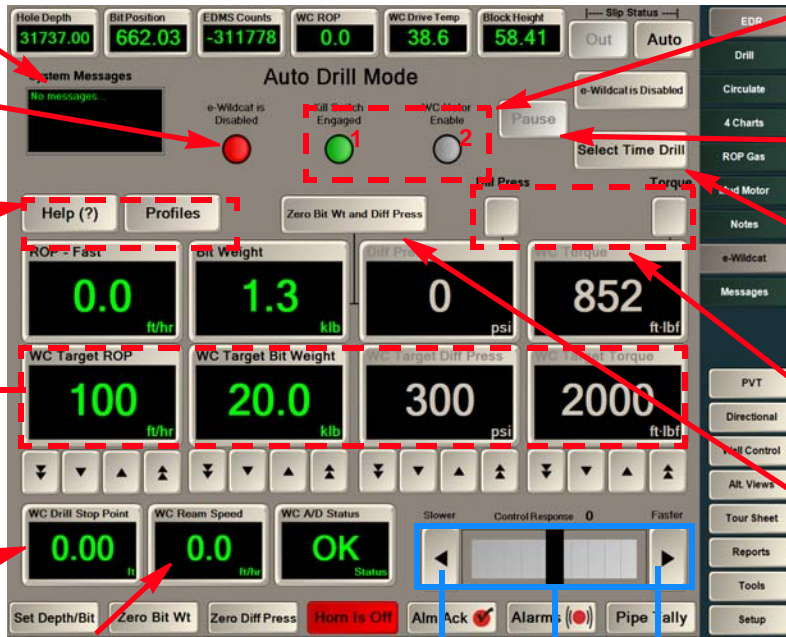 Hole Depth
31737.00
Bit Position
662.03
EDMS Counts
-311778
WC ROP
0.0
WC Drive Temp
38.6
Block Height
58.41
|---- Slip Status ----|
Out
Auto
EDR
Drill
Circulate
4 Charts
ROP Gas
Mud Motor
Notes
e-Wildcat
Messages
PVT
Directional
Well Control
Alt. Views
Tour Sheet
Reports
Tools
Setup
System Messages
No messages...
Auto Drill Mode
e-Wildcat is
Disabled
Kill Switch
Engaged
1
WC Motor
Enable
2
Pause
e-Wildcat is Disabled
Select Time Drill
Help (?)
Profiles
Zero Bit Wt and Diff Press
Diff Press
Torque
ROP - Fast
0.0
ft/hr
Bit Weight
1.3
klb
Diff Press
0
psi
WC Torque
852
ft·lbf
WC Target ROP
100
ft/hr
WC Target Bit Weight
20.0
klb
WC Target Diff Press
300
psi
WC Target Torque
2000
ft·lbf
WC Drill Stop Point
0.00
ft
WC Ream Speed
0.0
ft/hr
WC A/D Status
OK
Status
Slower
Control Response 0
Faster
Set Depth/Bit
Zero Bit Wt
Zero Diff Press
Horn Is Off
Alm Ack
Alarms
Pipe Tally